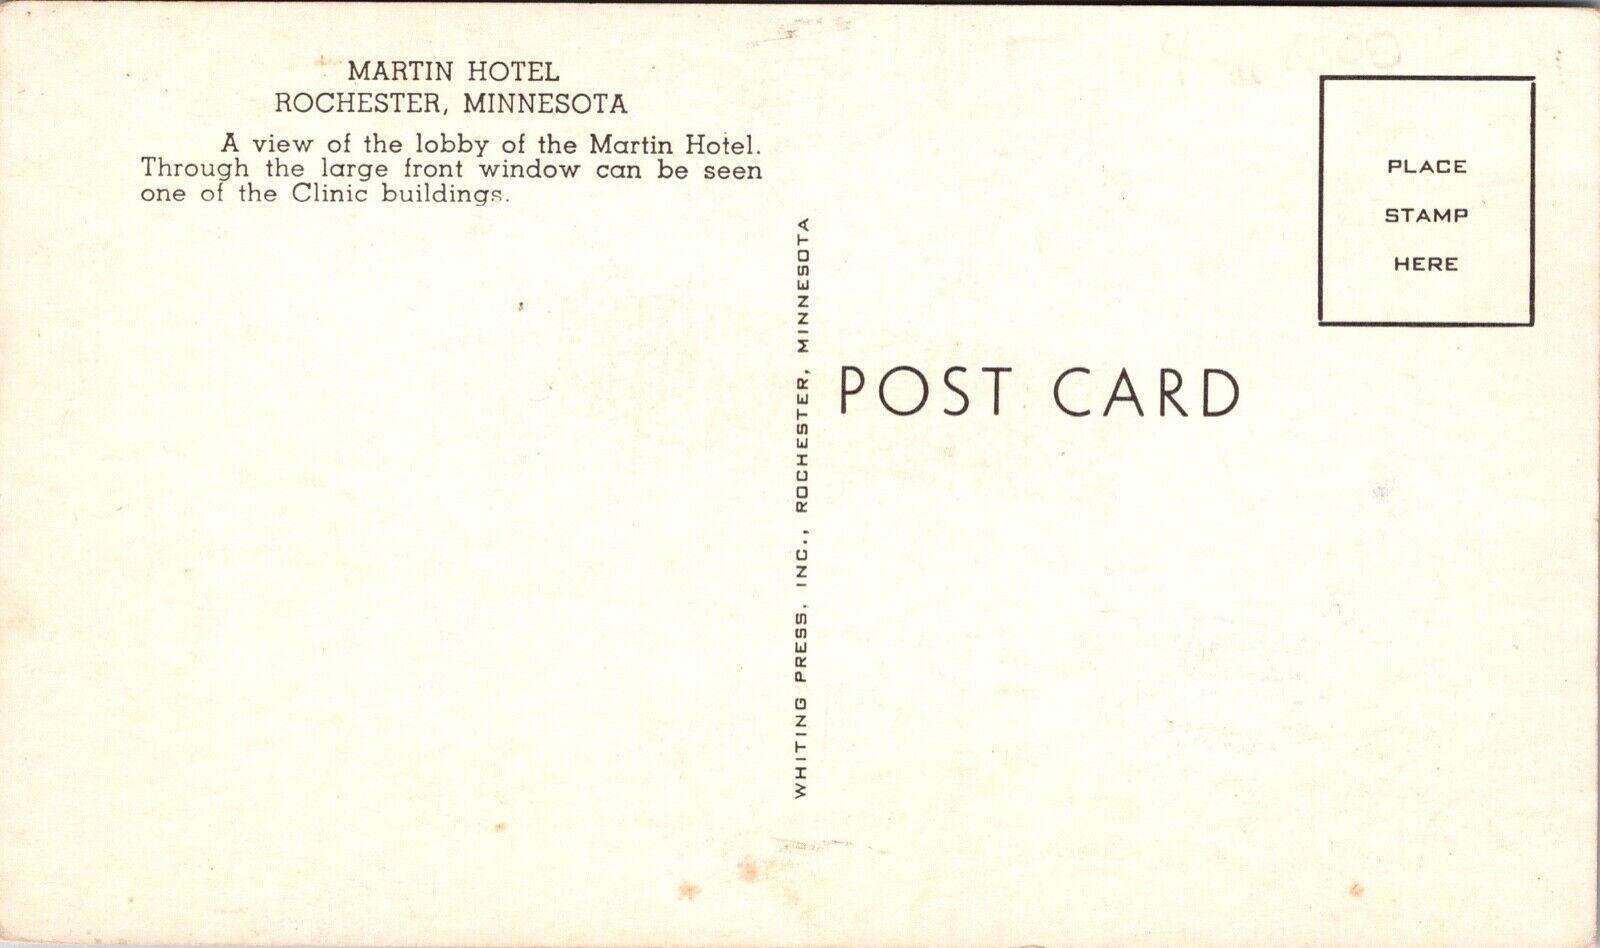 MARTIN HOTEL
ROCHESTER, MINNESOTA
A view of the lobby of the Martin Hotel.
Through the large front window can be seen
one of the Clinic buildings.
WHITING PRESS, INC., ROCHESTER, MINNESOTA
POST CARD
PLACE
STAMP
HERE